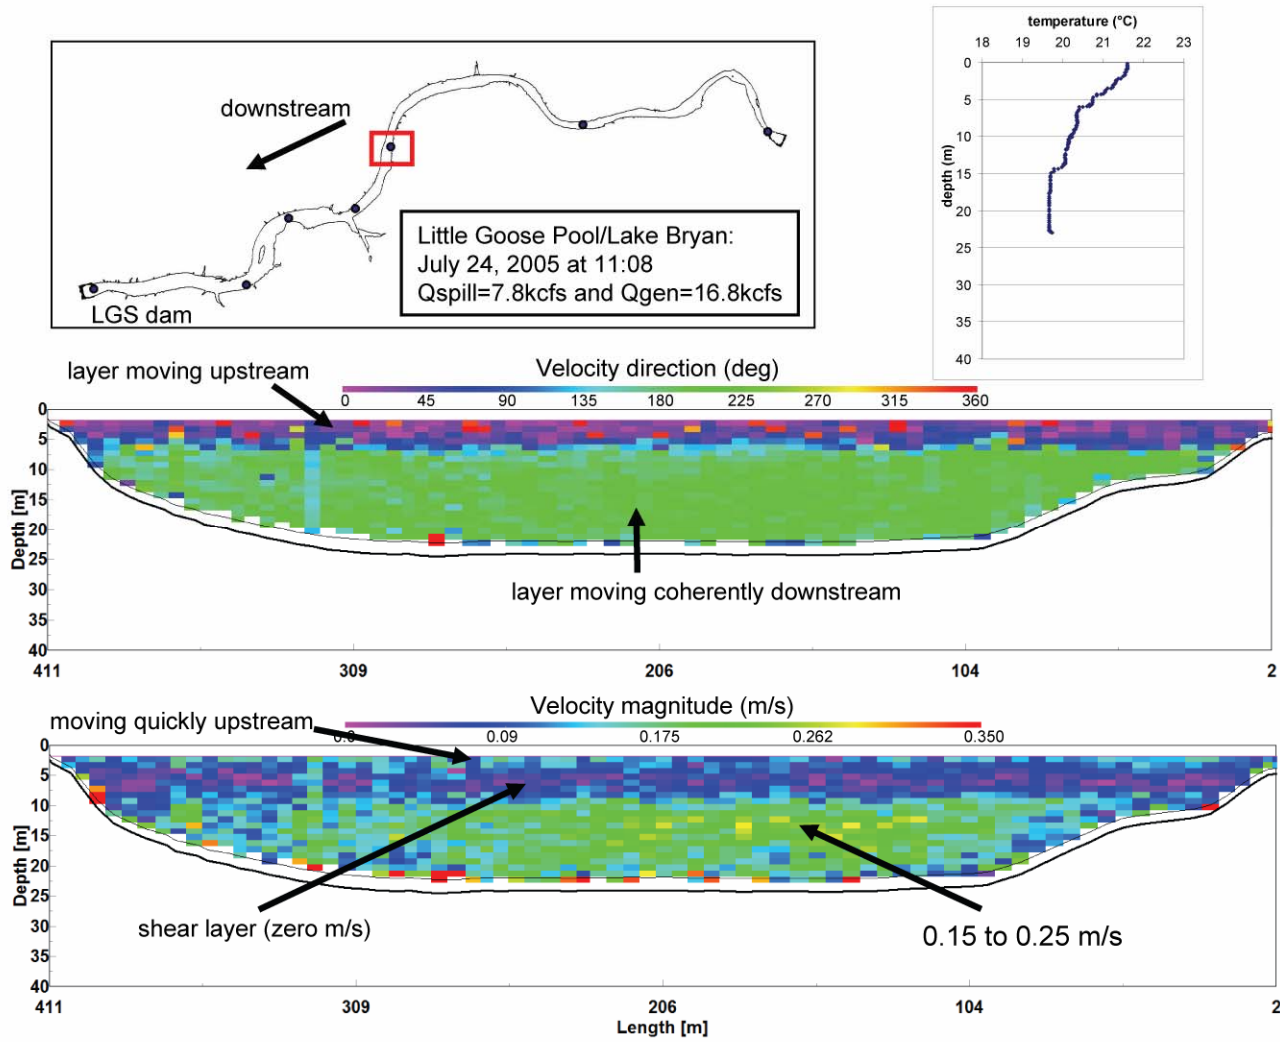 temperature (°C)
18 19 20 21 22 23
0
5
10
15
20
25
30
35
40
depth (m)
downstream
Little Goose Pool/Lake Bryan:
July 24, 2005 at 11:08
Qspill=7.8kcfs and Qgen=16.8kcfs
LGS dam
layer moving upstream
Velocity direction (deg)
0 45 90 135 180 225 270 315 360
0
5
10
15
20
25
30
35
40
Depth [m]
layer moving coherently downstream
411 309 206 104 2
moving quickly upstream
Velocity magnitude (m/s)
0.0 0.09 0.175 0.262 0.350
0
5
10
15
20
25
30
35
40
Depth [m]
shear layer (zero m/s)
0.15 to 0.25 m/s
411 309 206 104 2
Length [m]